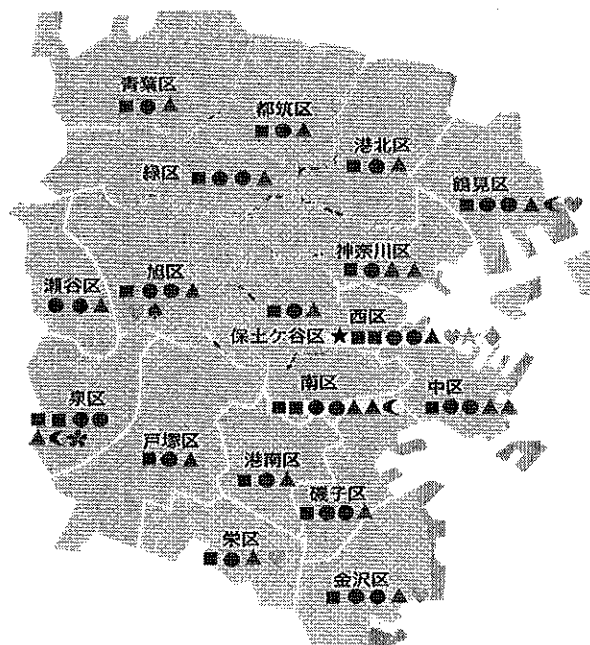 青葉区
都筑区
港北区
緑区
鶴見区
神奈川区
瀬谷区
旭区
西区
保土ケ谷区
南区
中区
泉区
戸塚区
港南区
磯子区
栄区
金沢区